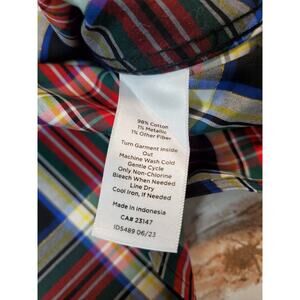 98% Cotton
1% Metallic
1% Other Fiber
Turn Garment Inside
Out
Machine Wash Cold
Gentle Cycle
Only Non-Chlorine
Bleach When Needed
Line Dry
Cool Iron, If Needed
Made in Indonesia
CA# 23147
ID5489 06/23